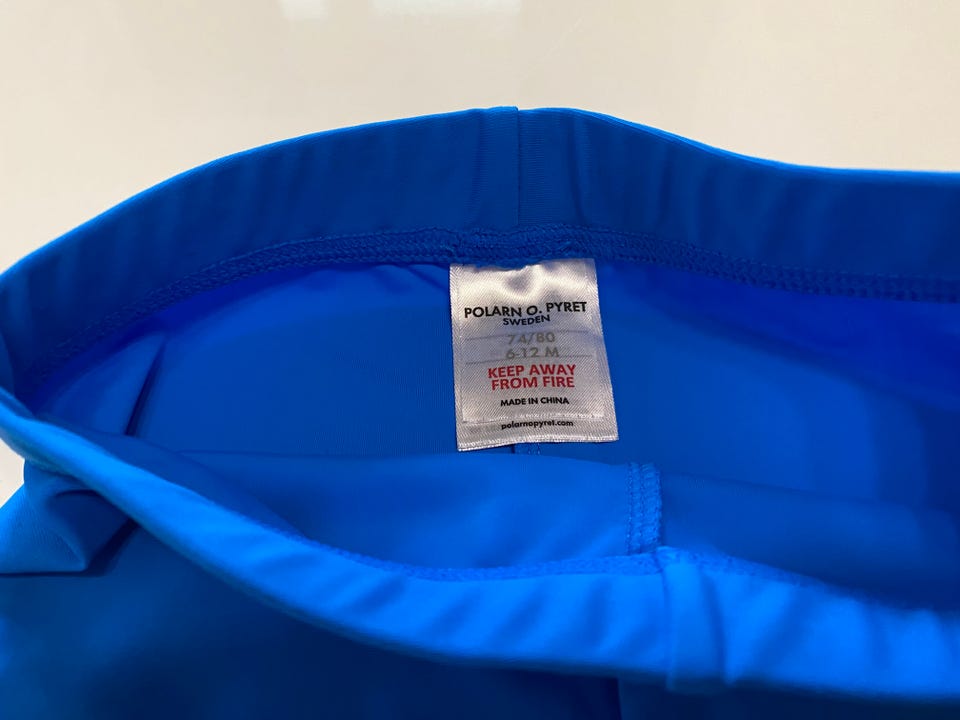 POLARN O. PYRET
SWEDEN
74/80
6-12 M
KEEP AWAY
FROM FIRE
MADE IN CHINA
polarnopyret.com